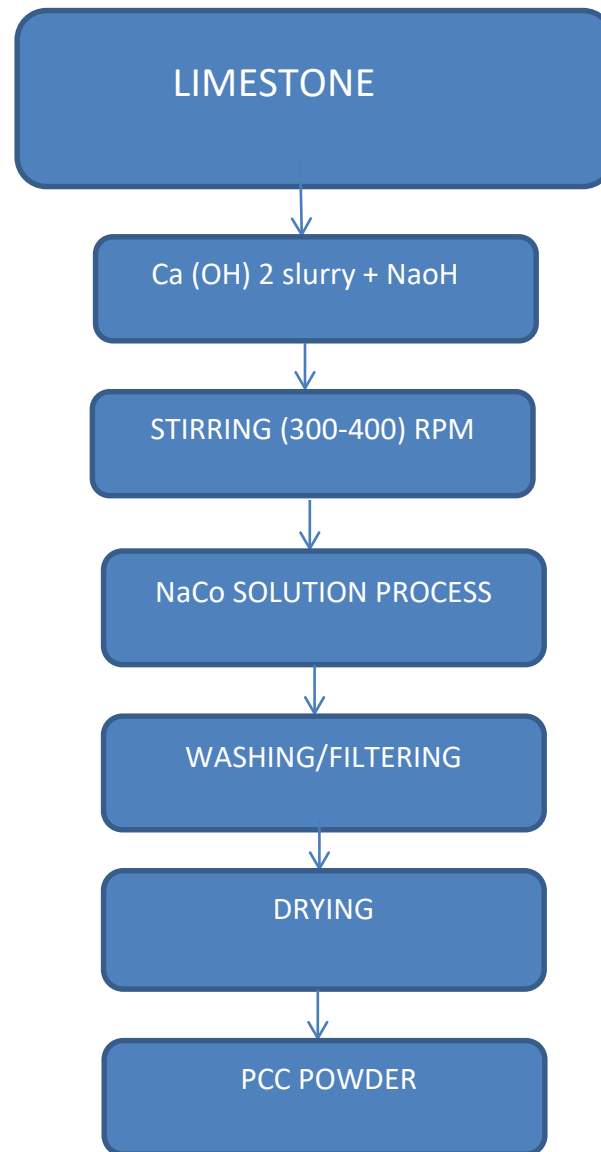 LIMESTONE
Ca (OH) 2 slurry + NaoH
STIRRING (300-400) RPM
NaCo SOLUTION PROCESS
WASHING/FILTERING
DRYING
PCC POWDER